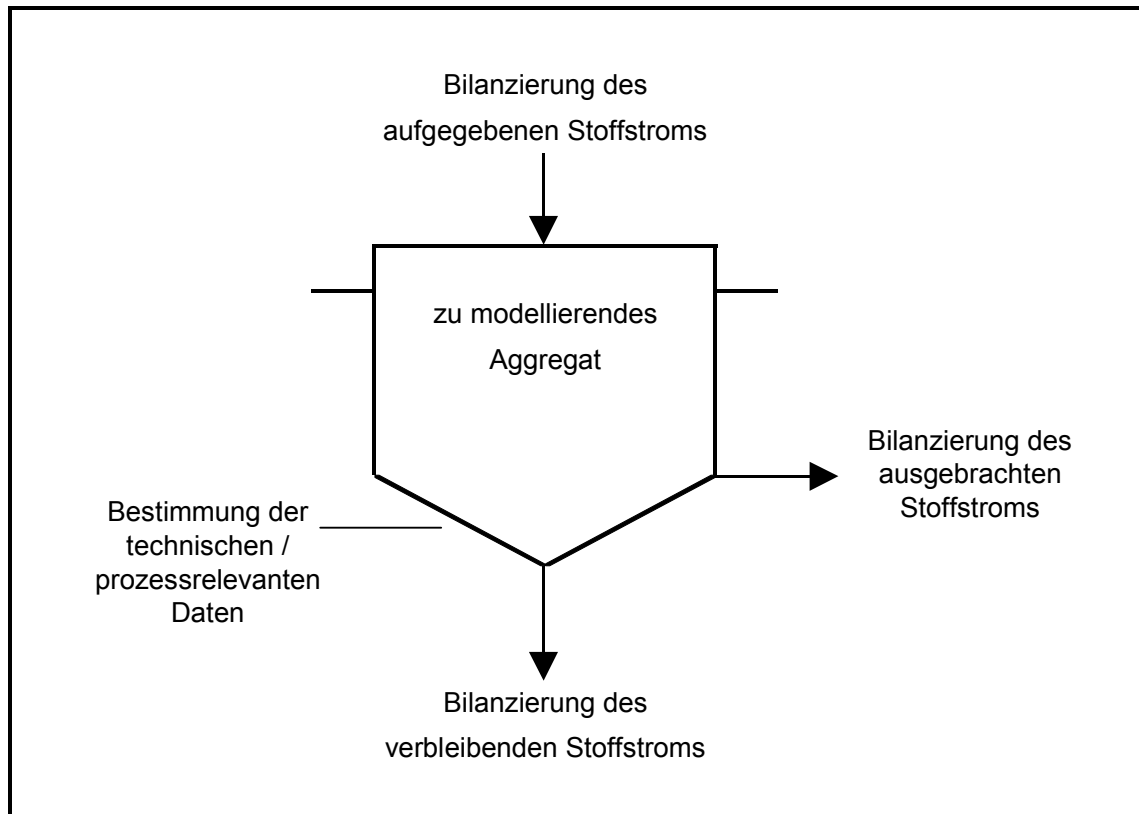 Bilanzierung des
aufgegebenen Stoffstroms
zu modellierendes
Aggregat
Bilanzierung des
ausgebrachten
Stoffstroms
Bestimmung der
technischen /
prozessrelevanten
Daten
Bilanzierung des
verbleibenden Stoffstroms